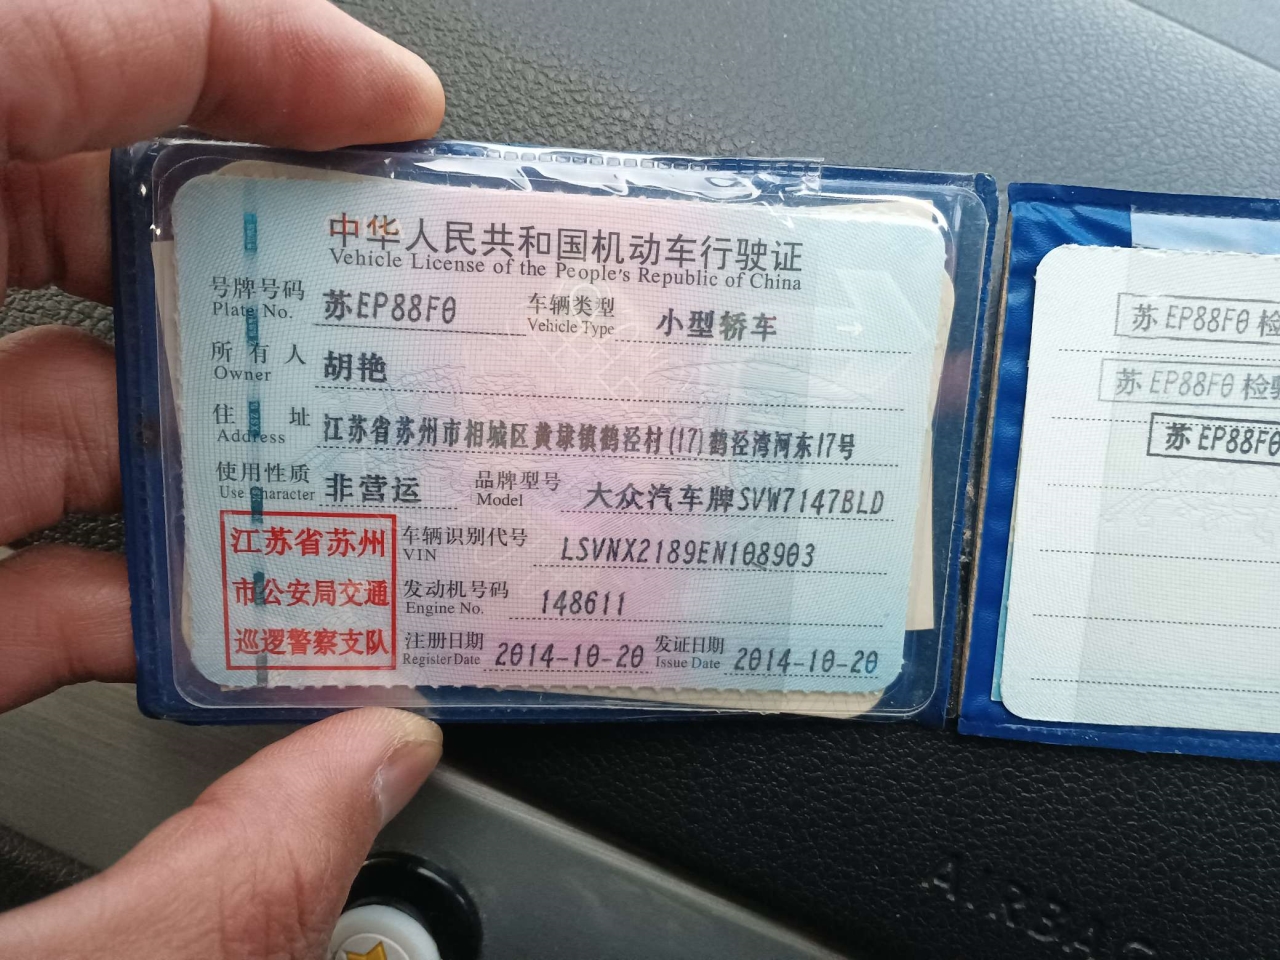 中华人民共和国机动车行驶证
Vehicle License of the People's Republic of China
号牌号码 苏EP88F0 车辆类型 小型轿车
Plate No. Vehicle Type
所有人 胡艳
Owner
住址 江苏省苏州市相城区黄埭镇鹤泾村(17)鹤泾湾河东17号
Address
使用性质 非营运 品牌型号 大众汽车牌SVW7147BLD
Use Character Model
江苏省苏州
市公安局交通
巡逻警察支队
车辆识别代号 LSVNX2189EN108903
VIN
发动机号码 148611
Engine No.
注册日期 2014-10-20 发证日期 2014-10-20
Register Date Issue Date
苏EP88F0 检
苏EP88F0 检验
苏EP88F0
AIRBAG